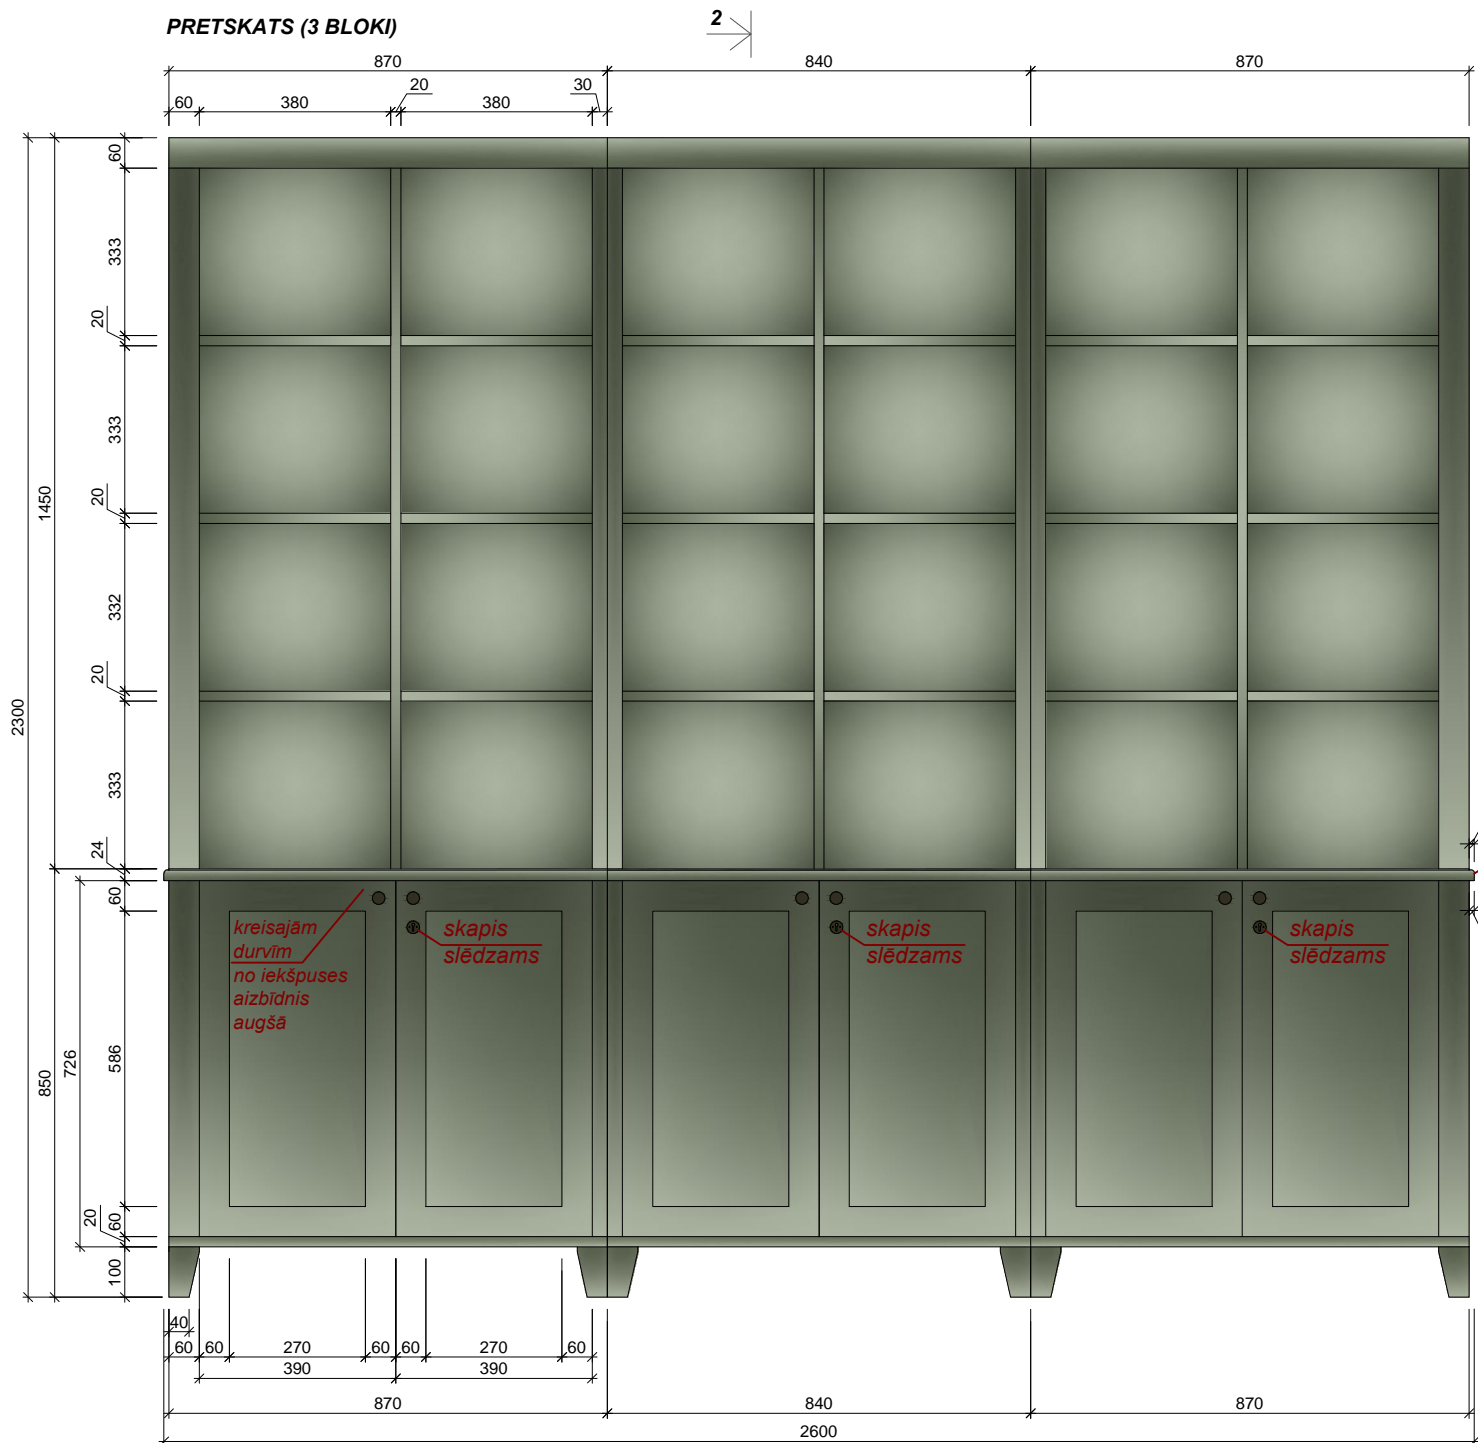 PRETSKATS (3 BLOKI)
2
870 840 870
20 30
60 380 380
60
333
20
333
20
1450
332
20
2300
333
24
60
kreisajām
durvīm
no iekšpuses
aizbīdnis
augšā
skapis
slēdzams
skapis
slēdzams
skapis
slēdzams
586
726
850
60
20
100
40
60 60 270 60 60 270 60
390 390
870 840 870
2600